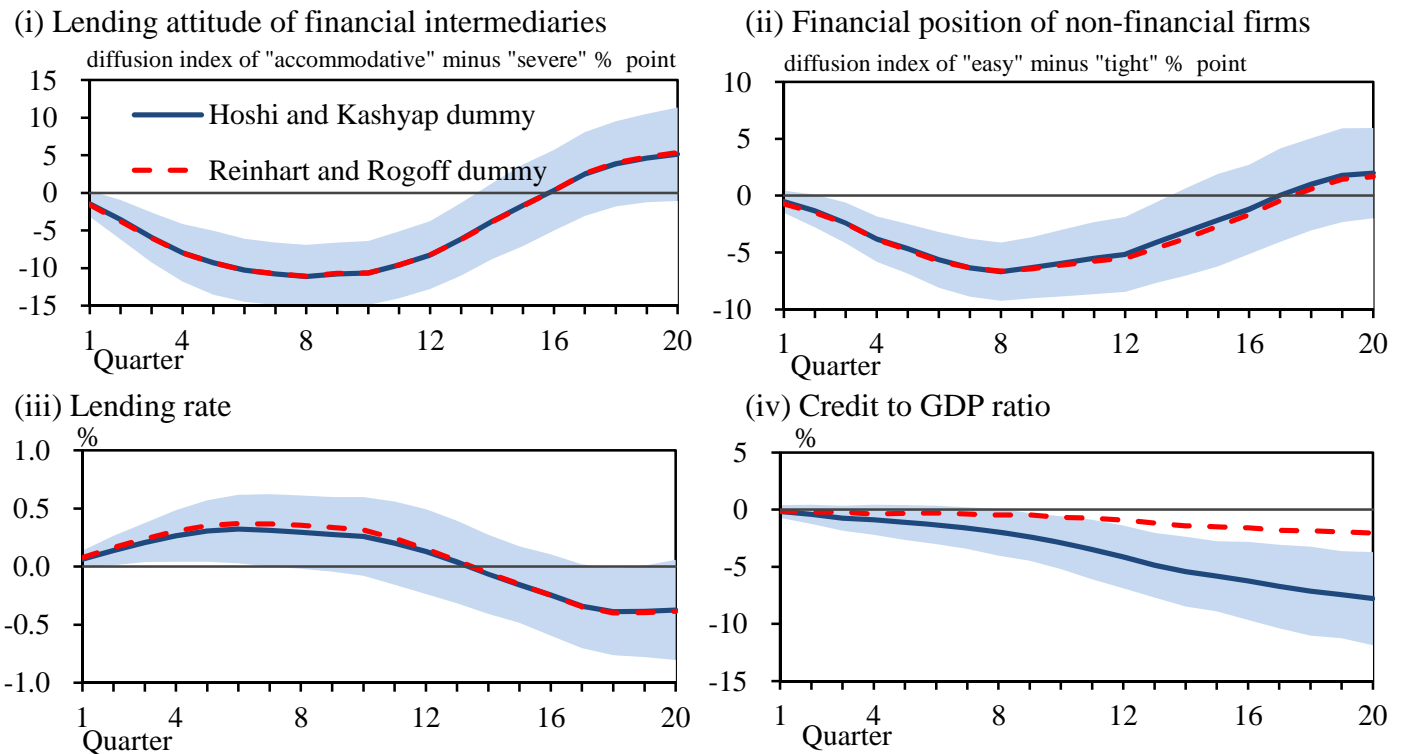 (i) Lending attitude of financial intermediaries
diffusion index of "accommodative" minus "severe" % point
15
10
5
0
-5
-10
-15
Hoshi and Kashyap dummy
Reinhart and Rogoff dummy
1 4 8 12 16 20
Quarter
(ii) Financial position of non-financial firms
diffusion index of "easy" minus "tight" % point
10
5
0
-5
-10
1 4 8 12 16 20
Quarter
(iii) Lending rate
%
1.0
0.5
0.0
-0.5
-1.0
1 4 8 12 16 20
Quarter
(iv) Credit to GDP ratio
%
5
0
-5
-10
-15
1 4 8 12 16 20
Quarter